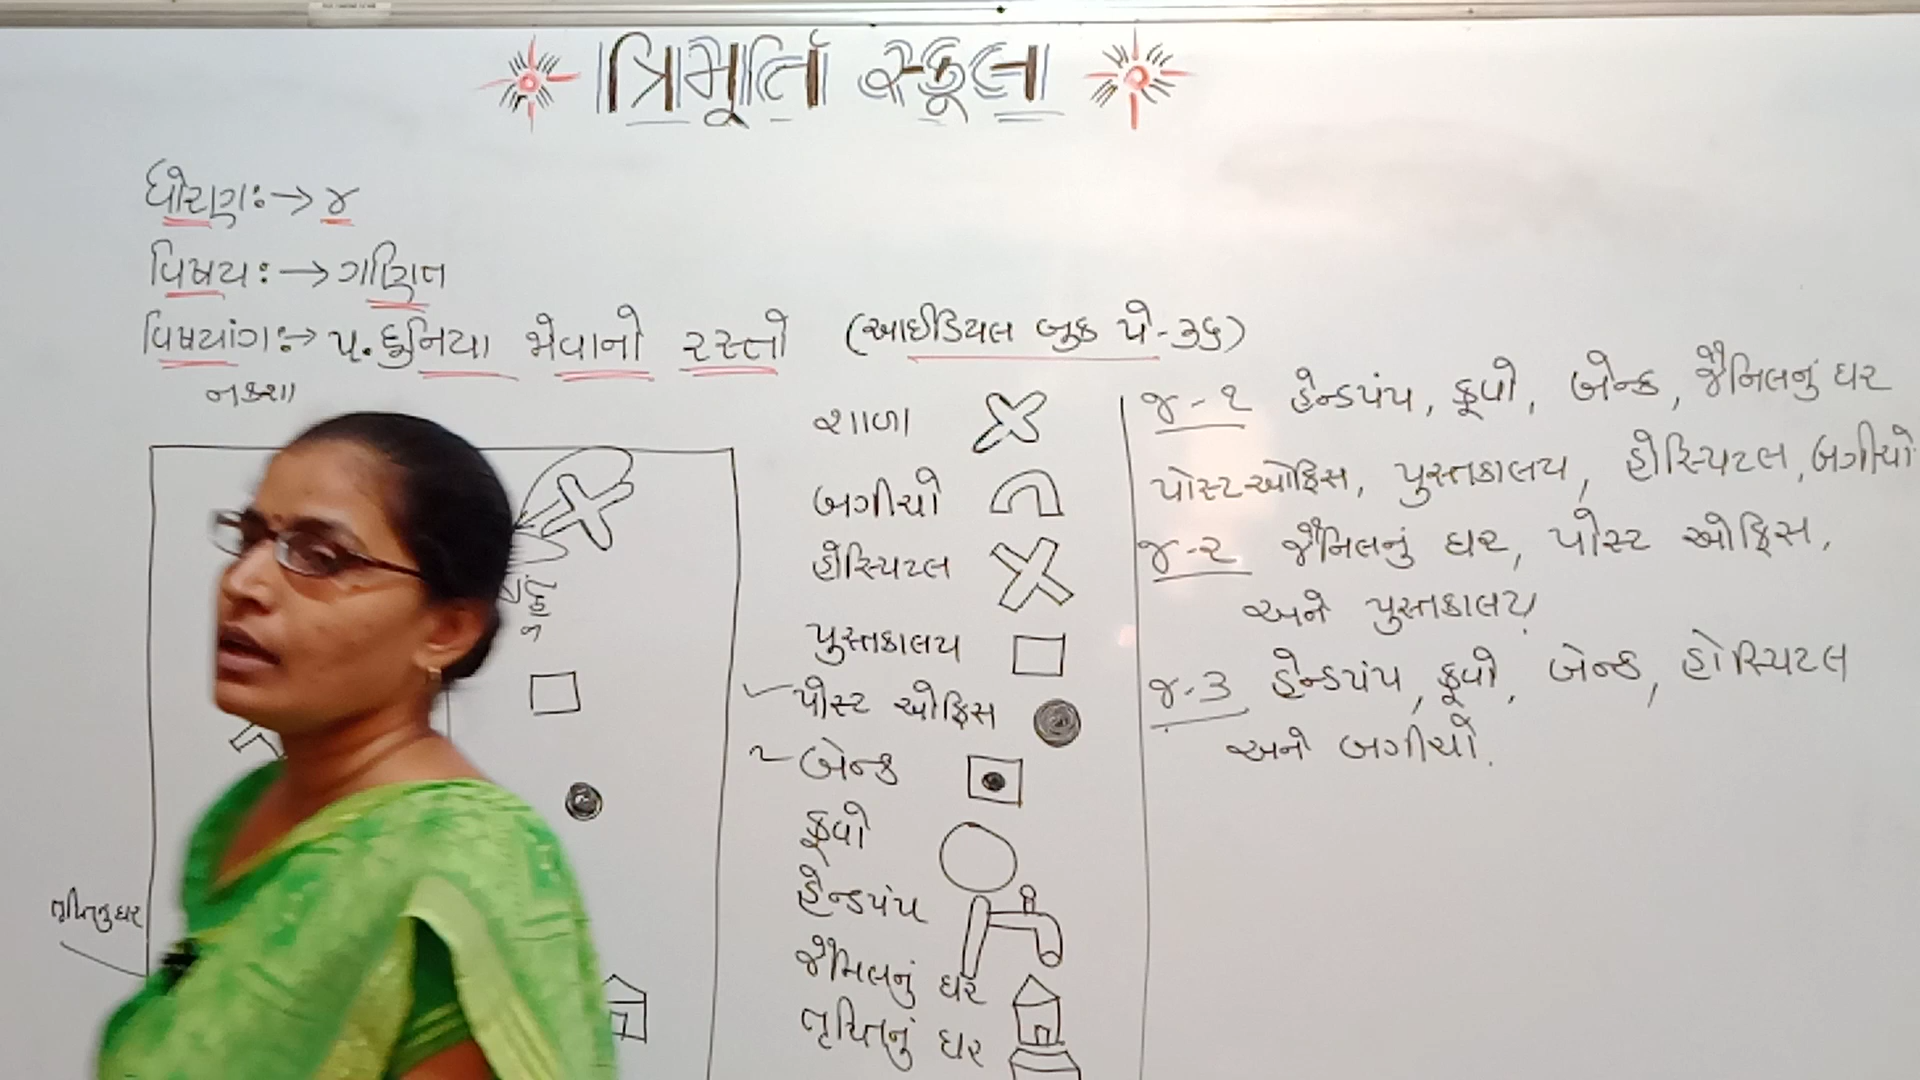 ત્રિમૂર્તિ સ્કૂલ
ધોરણઃ→ ૪
વિષયઃ→ ગણિત
વિષયાંગઃ→ ૫. દુનિયા જેવાનો રસ્તો (આઈડિયલ બુક પે-૩૬)
નકશા
તૃપ્તિનુ ઘર
શાળા
બગીચો
હોસ્પિટલ
પુસ્તકાલય
પોસ્ટ ઓફિસ
બેન્ક
કૂવો
હેન્ડપંપ
જૈમિલનું ઘર
તૃપ્તિનું ઘર
જ-૧ હેન્ડપંપ, કૂવો, બેન્ક, જૈનિલનું ઘર
પોસ્ટઓફિસ, પુસ્તકાલય, હોસ્પિટલ, બગીચો
જ-૨ જૈનિલનું ઘર, પોસ્ટ ઓફિસ,
અને પુસ્તકાલય.
જ-૩ હેન્ડપંપ, કૂવો, બેન્ક, હોસ્પિટલ
અને બગીચો.